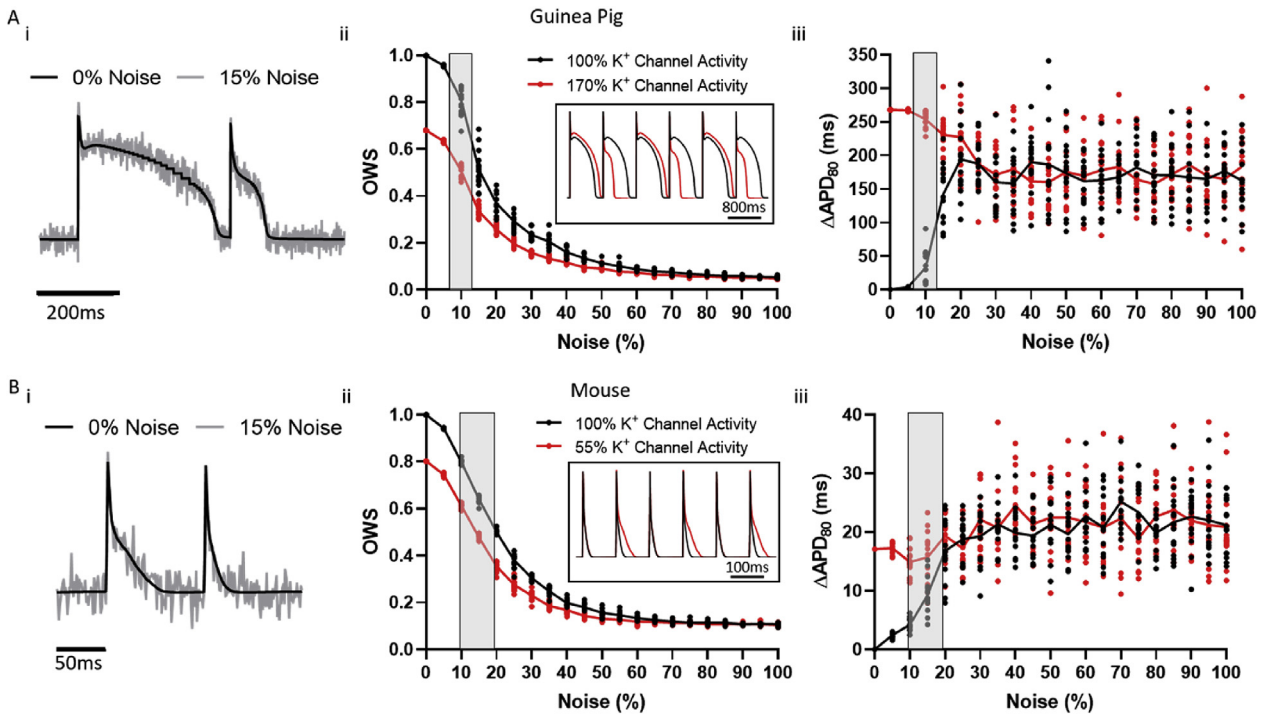 A
Guinea Pig
i
0% Noise
15% Noise
200ms
ii
100% K⁺ Channel Activity
170% K⁺ Channel Activity
800ms
OWS
1.0
0.8
0.6
0.4
0.2
0.0
0 10 20 30 40 50 60 70 80 90 100
Noise (%)
iii
ΔAPD₈₀ (ms)
350
300
250
200
150
100
50
0
0 10 20 30 40 50 60 70 80 90 100
Noise (%)
B
Mouse
i
0% Noise
15% Noise
50ms
ii
100% K⁺ Channel Activity
55% K⁺ Channel Activity
100ms
OWS
1.0
0.8
0.6
0.4
0.2
0.0
0 10 20 30 40 50 60 70 80 90 100
Noise (%)
iii
ΔAPD₈₀ (ms)
40
30
20
10
0
0 10 20 30 40 50 60 70 80 90 100
Noise (%)